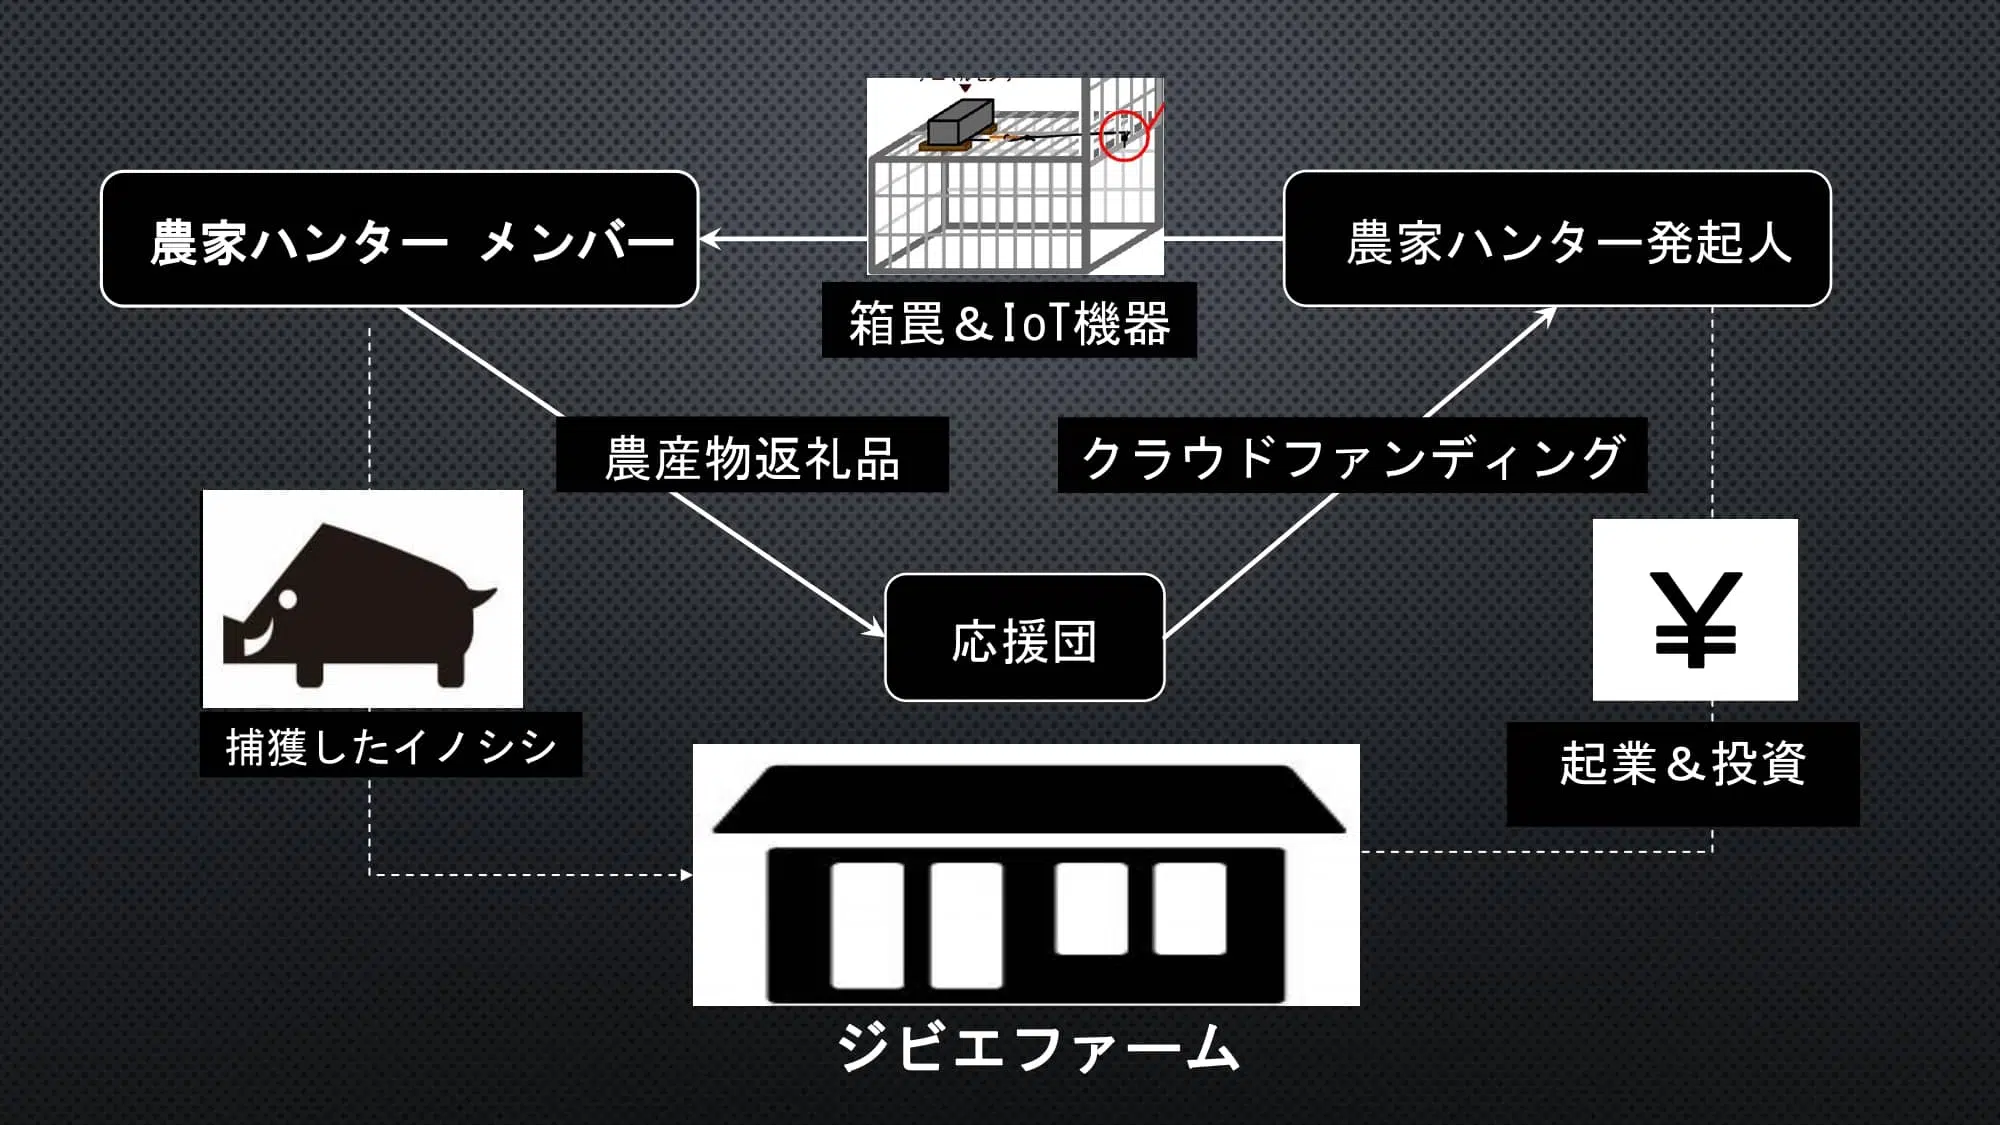 農家ハンター メンバー
農家ハンター発起人
箱罠＆IoT機器
農産物返礼品
クラウドファンディング
応援団
¥
捕獲したイノシシ
起業＆投資
ジビエファーム